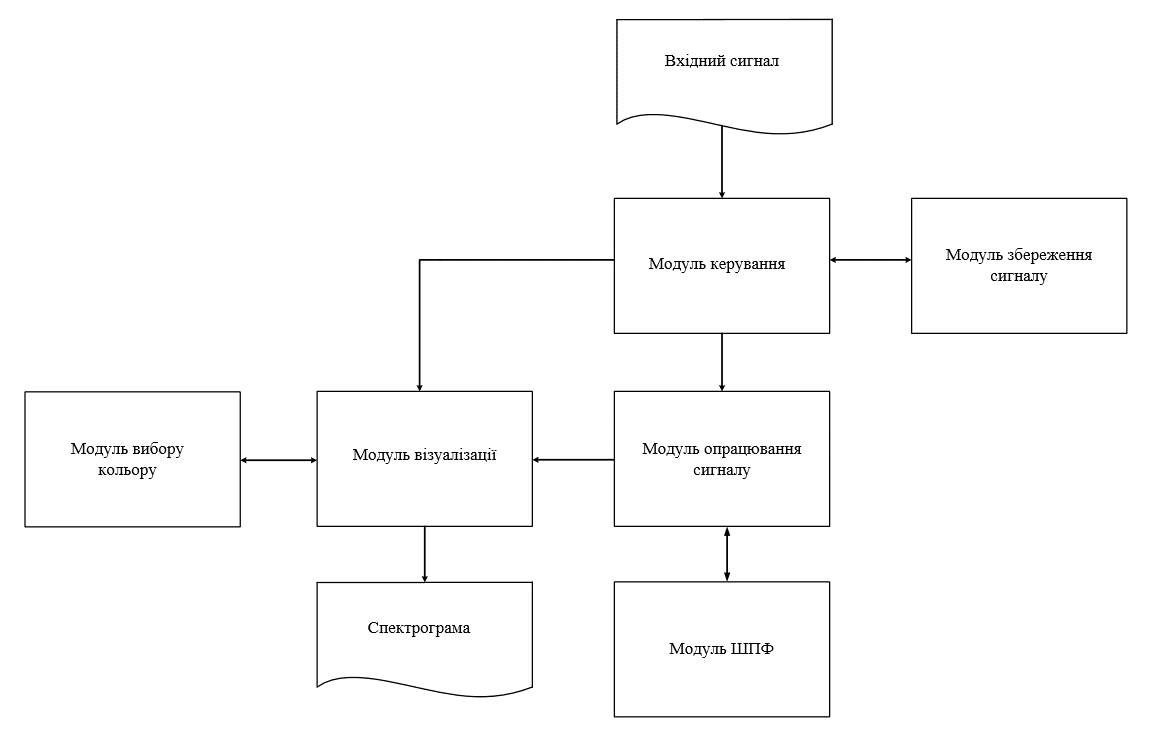 Вхідний сигнал
Модуль керування
Модуль збереження
сигналу
Модуль вибору
кольору
Модуль візуалізації
Модуль опрацювання
сигналу
Спектрограма
Модуль ШПФ